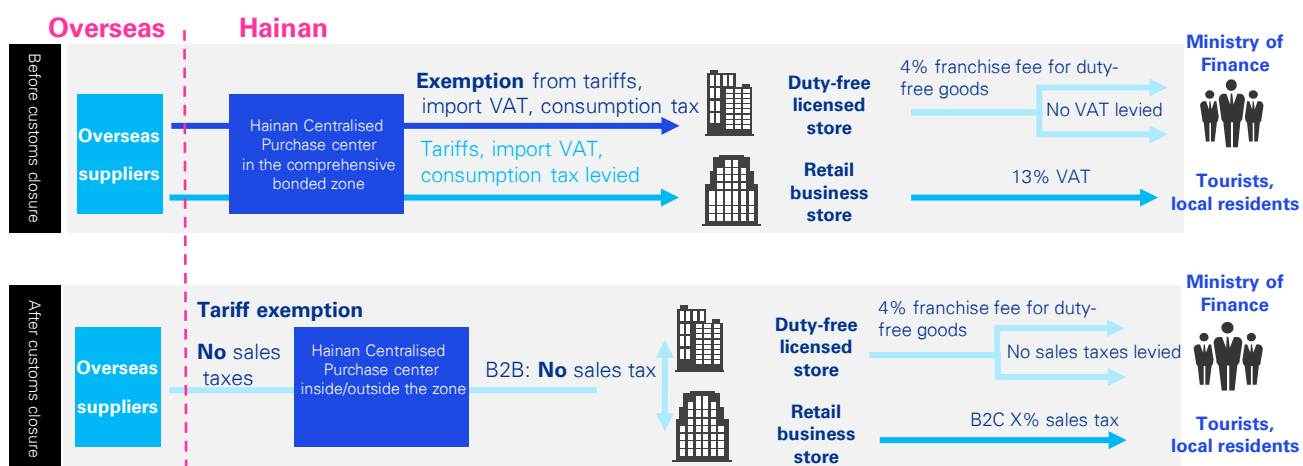 Overseas
Hainan
Before customs closure
Overseas
suppliers
Hainan Centralised
Purchase center
in the comprehensive
bonded zone
Exemption from tariffs,
import VAT, consumption tax
Tariffs, import VAT,
consumption tax levied
Duty-free
licensed
store
Retail
business
store
4% franchise fee for duty-
free goods
No VAT levied
13% VAT
Ministry of
Finance
Tourists,
local residents
After customs closure
Overseas
suppliers
Tariff exemption
No sales
taxes
Hainan Centralised
Purchase center
inside/outside the zone
B2B: No sales tax
Duty-free
licensed
store
Retail
business
store
4% franchise fee for duty-
free goods
No sales taxes levied
B2C X% sales tax
Ministry of
Finance
Tourists,
local residents